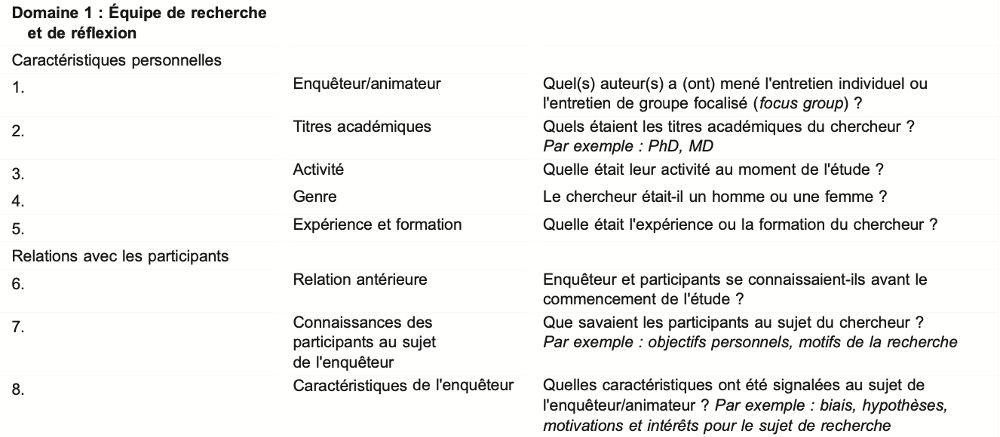 Domaine 1 : Équipe de recherche
et de réflexion
Caractéristiques personnelles
1. Enquêteur/animateur Quel(s) auteur(s) a (ont) mené l'entretien individuel ou
l'entretien de groupe focalisé (focus group) ?
2. Titres académiques Quels étaient les titres académiques du chercheur ?
Par exemple : PhD, MD
3. Activité Quelle était leur activité au moment de l'étude ?
4. Genre Le chercheur était-il un homme ou une femme ?
5. Expérience et formation Quelle était l'expérience ou la formation du chercheur ?
Relations avec les participants
6. Relation antérieure Enquêteur et participants se connaissaient-ils avant le
commencement de l'étude ?
7. Connaissances des Que savaient les participants au sujet du chercheur ?
participants au sujet Par exemple : objectifs personnels, motifs de la recherche
de l'enquêteur
8. Caractéristiques de l'enquêteur Quelles caractéristiques ont été signalées au sujet de
l'enquêteur/animateur ? Par exemple : biais, hypothèses,
motivations et intérêts pour le sujet de recherche